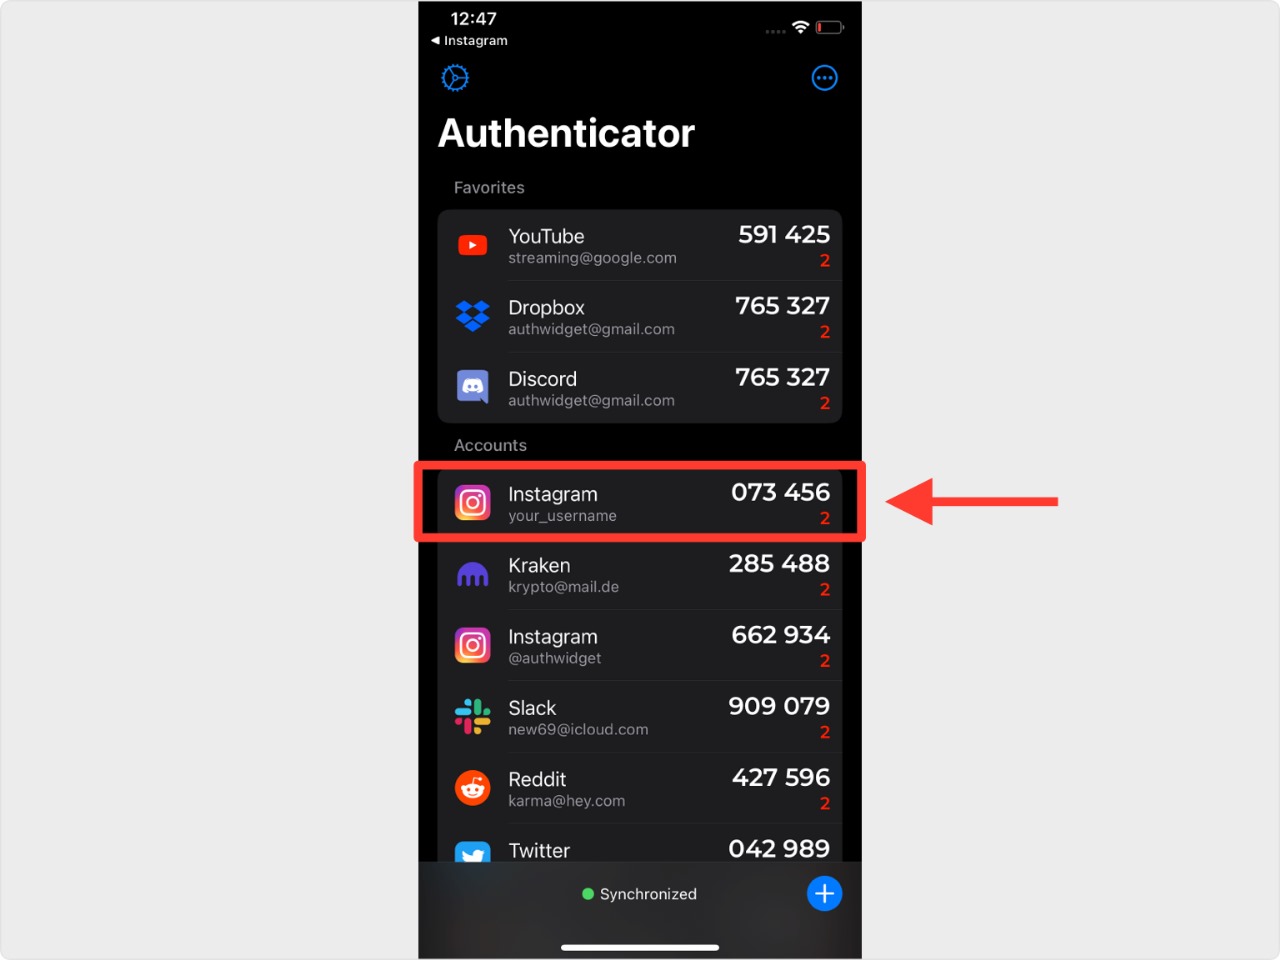 12:47
◀ Instagram
Authenticator
Favorites
YouTube 591 425
streaming@google.com 2
Dropbox 765 327
authwidget@gmail.com 2
Discord 765 327
authwidget@gmail.com 2
Accounts
Instagram 073 456
your_username 2
Kraken 285 488
krypto@mail.de 2
Instagram 662 934
@authwidget 2
Slack 909 079
new69@icloud.com 2
Reddit 427 596
karma@hey.com 2
Twitter 042 989
Synchronized